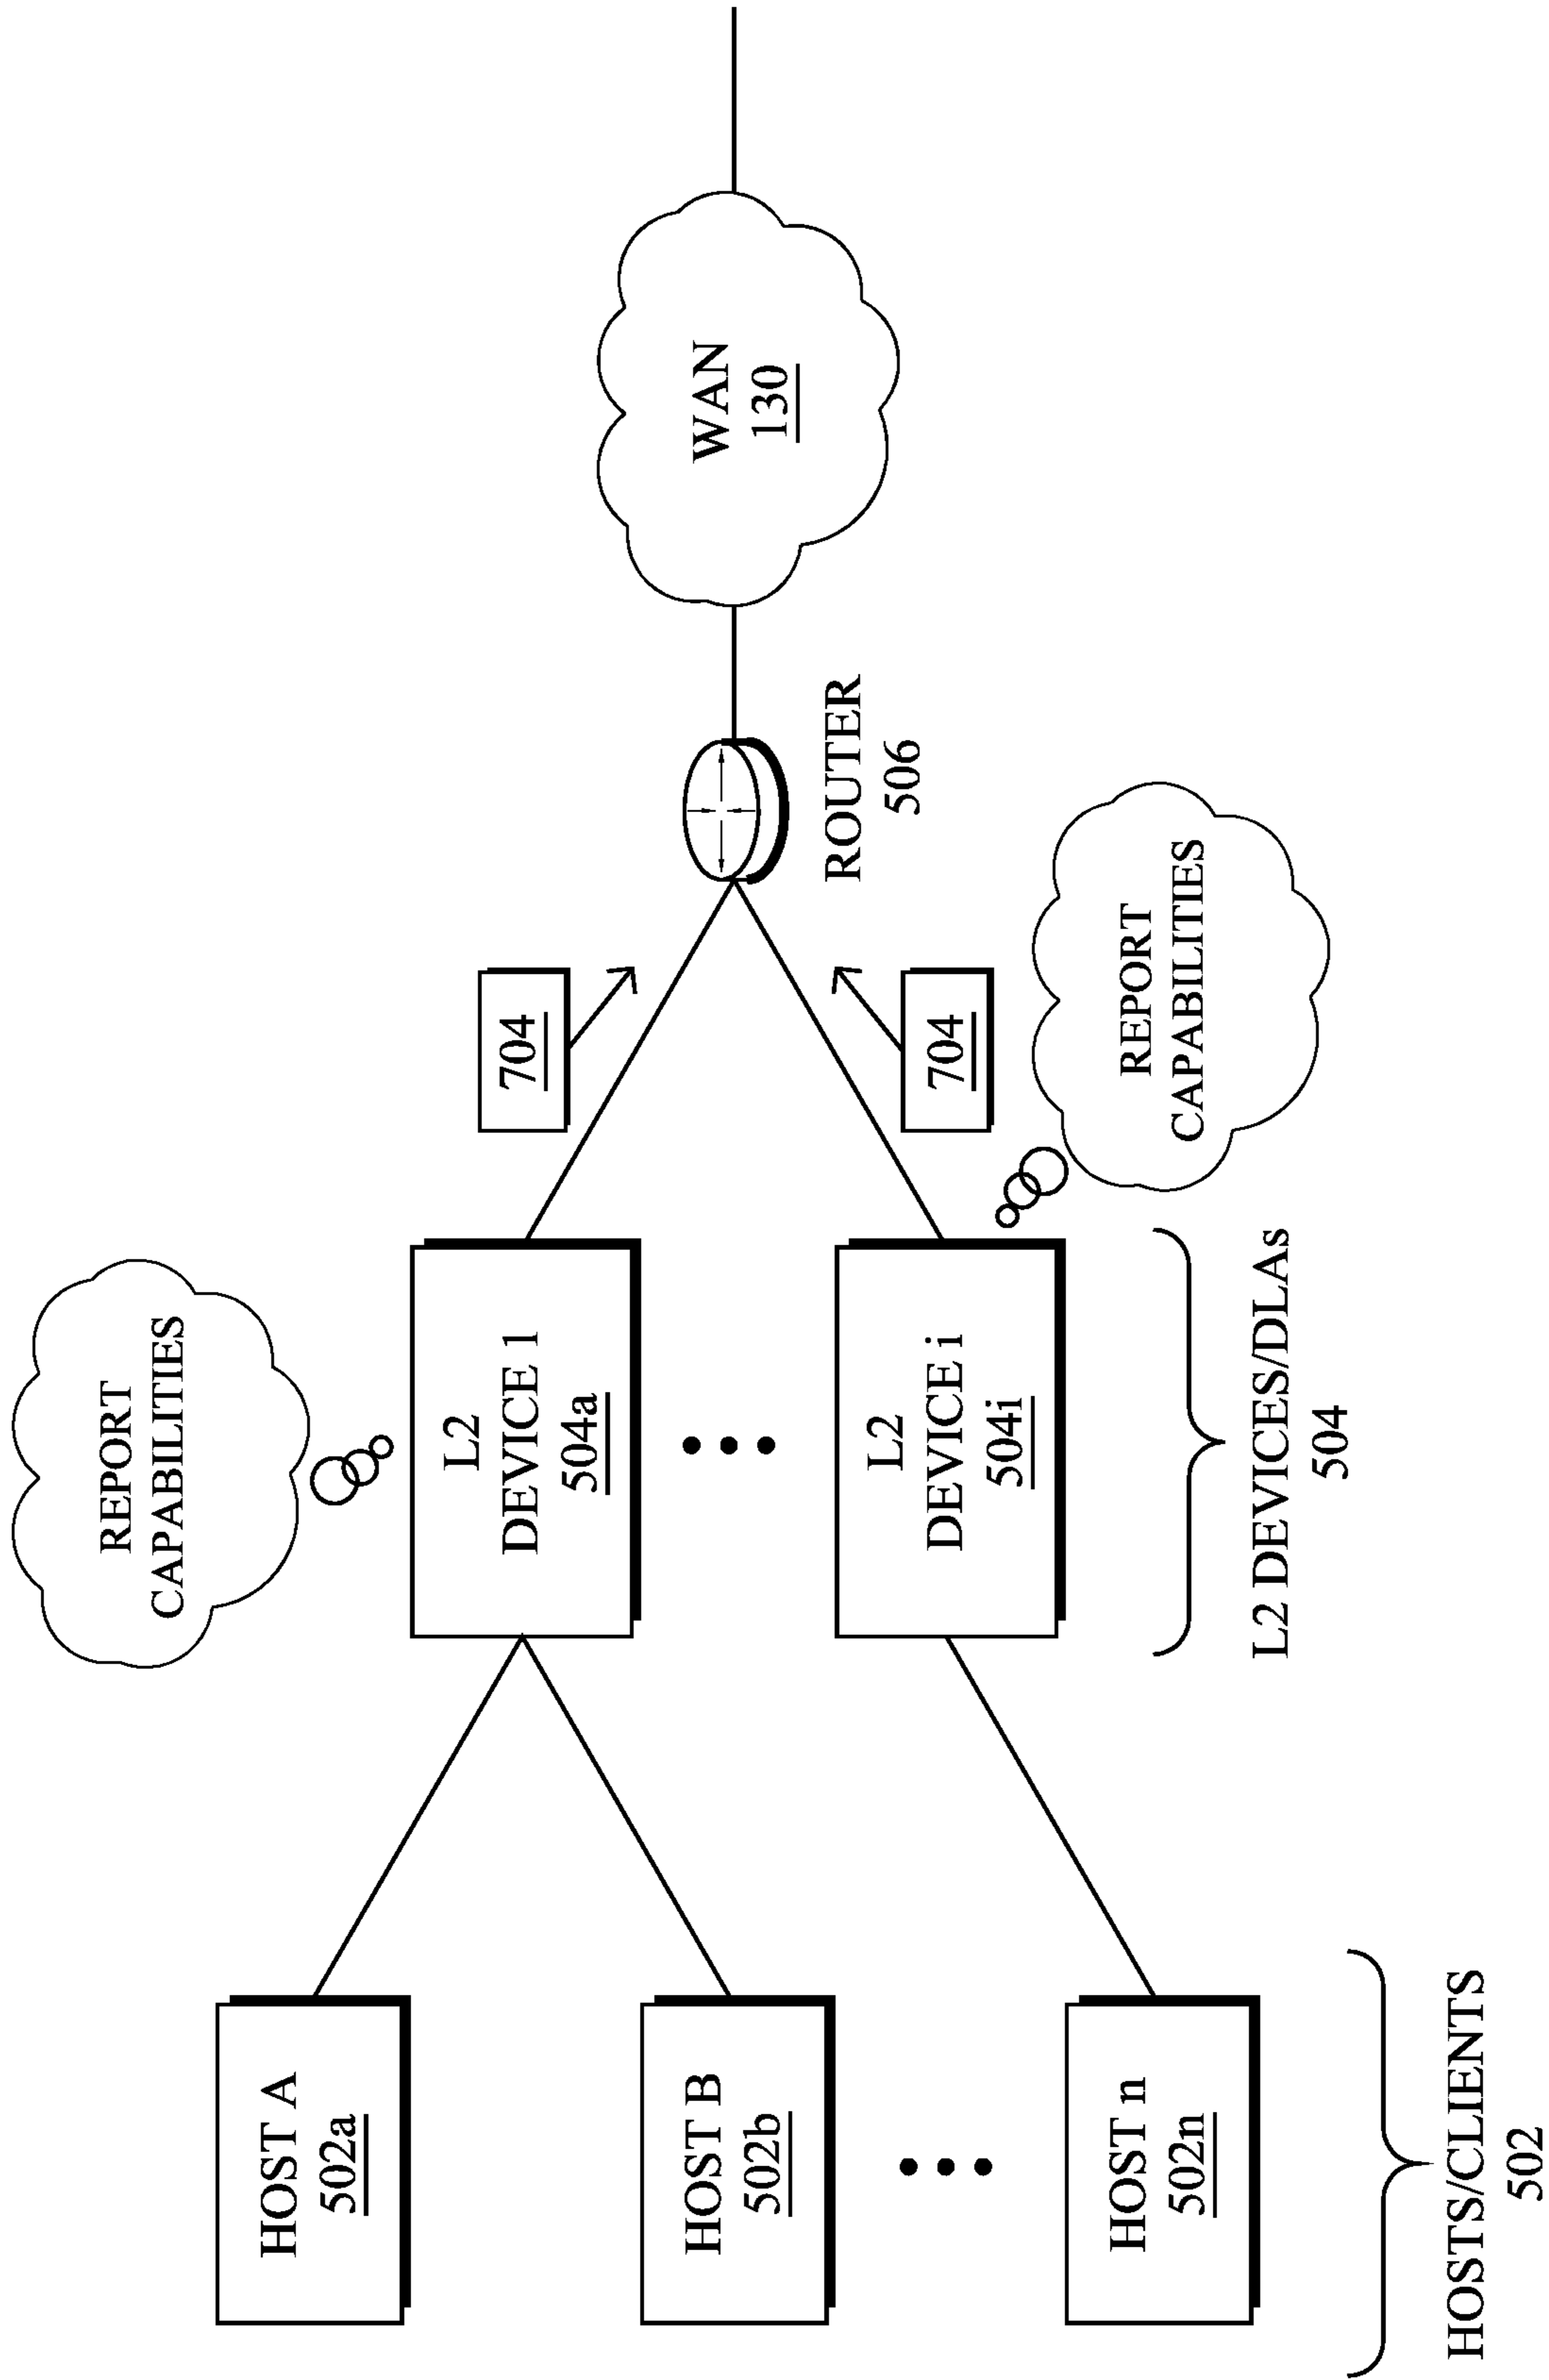 REPORT
CAPABILITIES
HOST A
502a
L2
DEVICE 1
504a
704
WAN
130
HOST B
502b
ROUTER
506
L2
DEVICE i
504i
704
HOST n
502n
REPORT
CAPABILITIES
L2 DEVICES/DLAs
504
HOSTS/CLIENTS
502